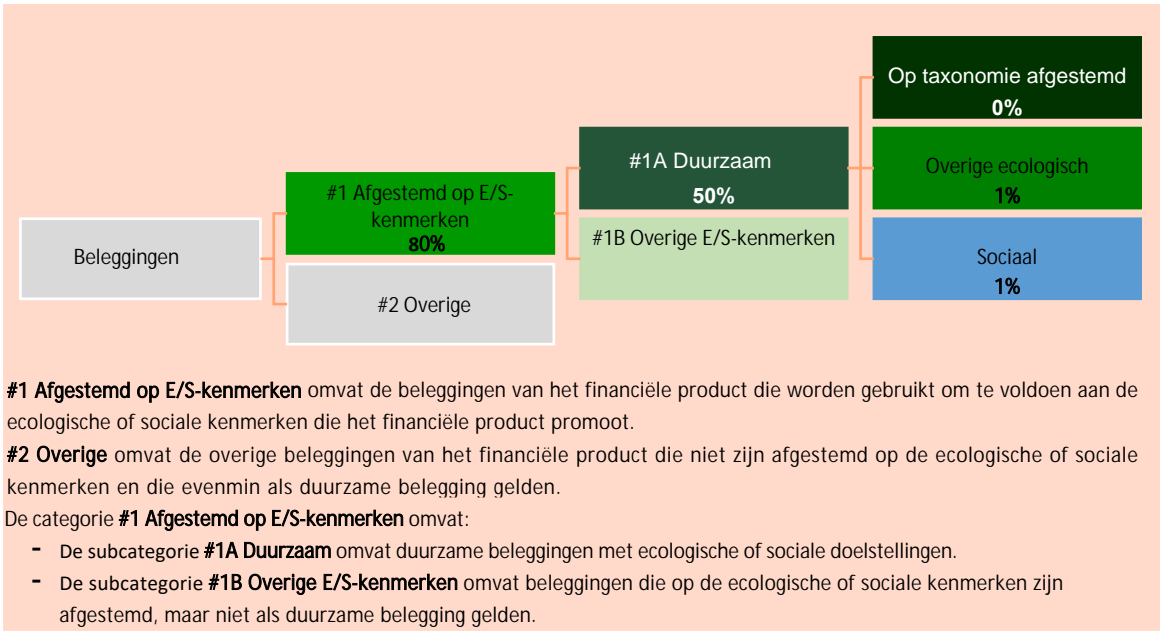 Beleggingen
#1 Afgestemd op E/S-
kenmerken
80%
#2 Overige
#1A Duurzaam
50%
#1B Overige E/S-kenmerken
Op taxonomie afgestemd
0%
Overige ecologisch
1%
Sociaal
1%
#1 Afgestemd op E/S-kenmerken omvat de beleggingen van het financiële product die worden gebruikt om te voldoen aan de
ecologische of sociale kenmerken die het financiële product promoot.
#2 Overige omvat de overige beleggingen van het financiële product die niet zijn afgestemd op de ecologische of sociale
kenmerken en die evenmin als duurzame belegging gelden.
De categorie #1 Afgestemd op E/S-kenmerken omvat:
- De subcategorie #1A Duurzaam omvat duurzame beleggingen met ecologische of sociale doelstellingen.
- De subcategorie #1B Overige E/S-kenmerken omvat beleggingen die op de ecologische of sociale kenmerken zijn
afgestemd, maar niet als duurzame belegging gelden.